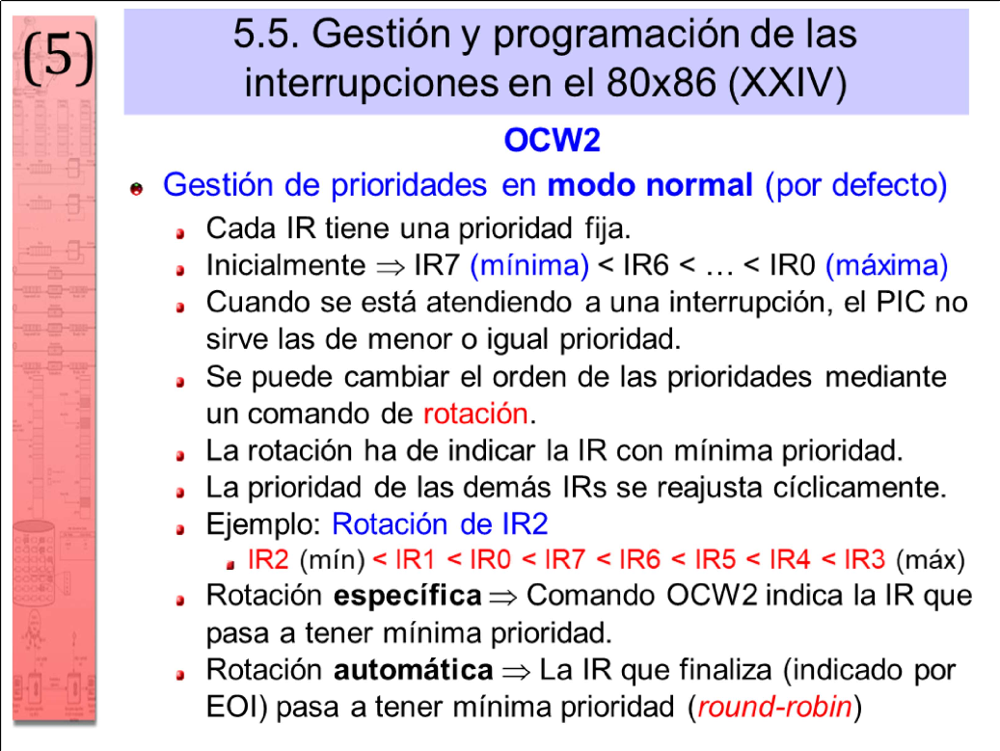 (5)
5.5. Gestión y programación de las
interrupciones en el 80x86 (XXIV)
OCW2
Gestión de prioridades en modo normal (por defecto)
Cada IR tiene una prioridad fija.
Inicialmente ⇒ IR7 (mínima) < IR6 < … < IR0 (máxima)
Cuando se está atendiendo a una interrupción, el PIC no
sirve las de menor o igual prioridad.
Se puede cambiar el orden de las prioridades mediante
un comando de rotación.
La rotación ha de indicar la IR con mínima prioridad.
La prioridad de las demás IRs se reajusta cíclicamente.
Ejemplo: Rotación de IR2
IR2 (mín) < IR1 < IR0 < IR7 < IR6 < IR5 < IR4 < IR3 (máx)
Rotación específica ⇒ Comando OCW2 indica la IR que
pasa a tener mínima prioridad.
Rotación automática ⇒ La IR que finaliza (indicado por
EOI) pasa a tener mínima prioridad (round-robin)